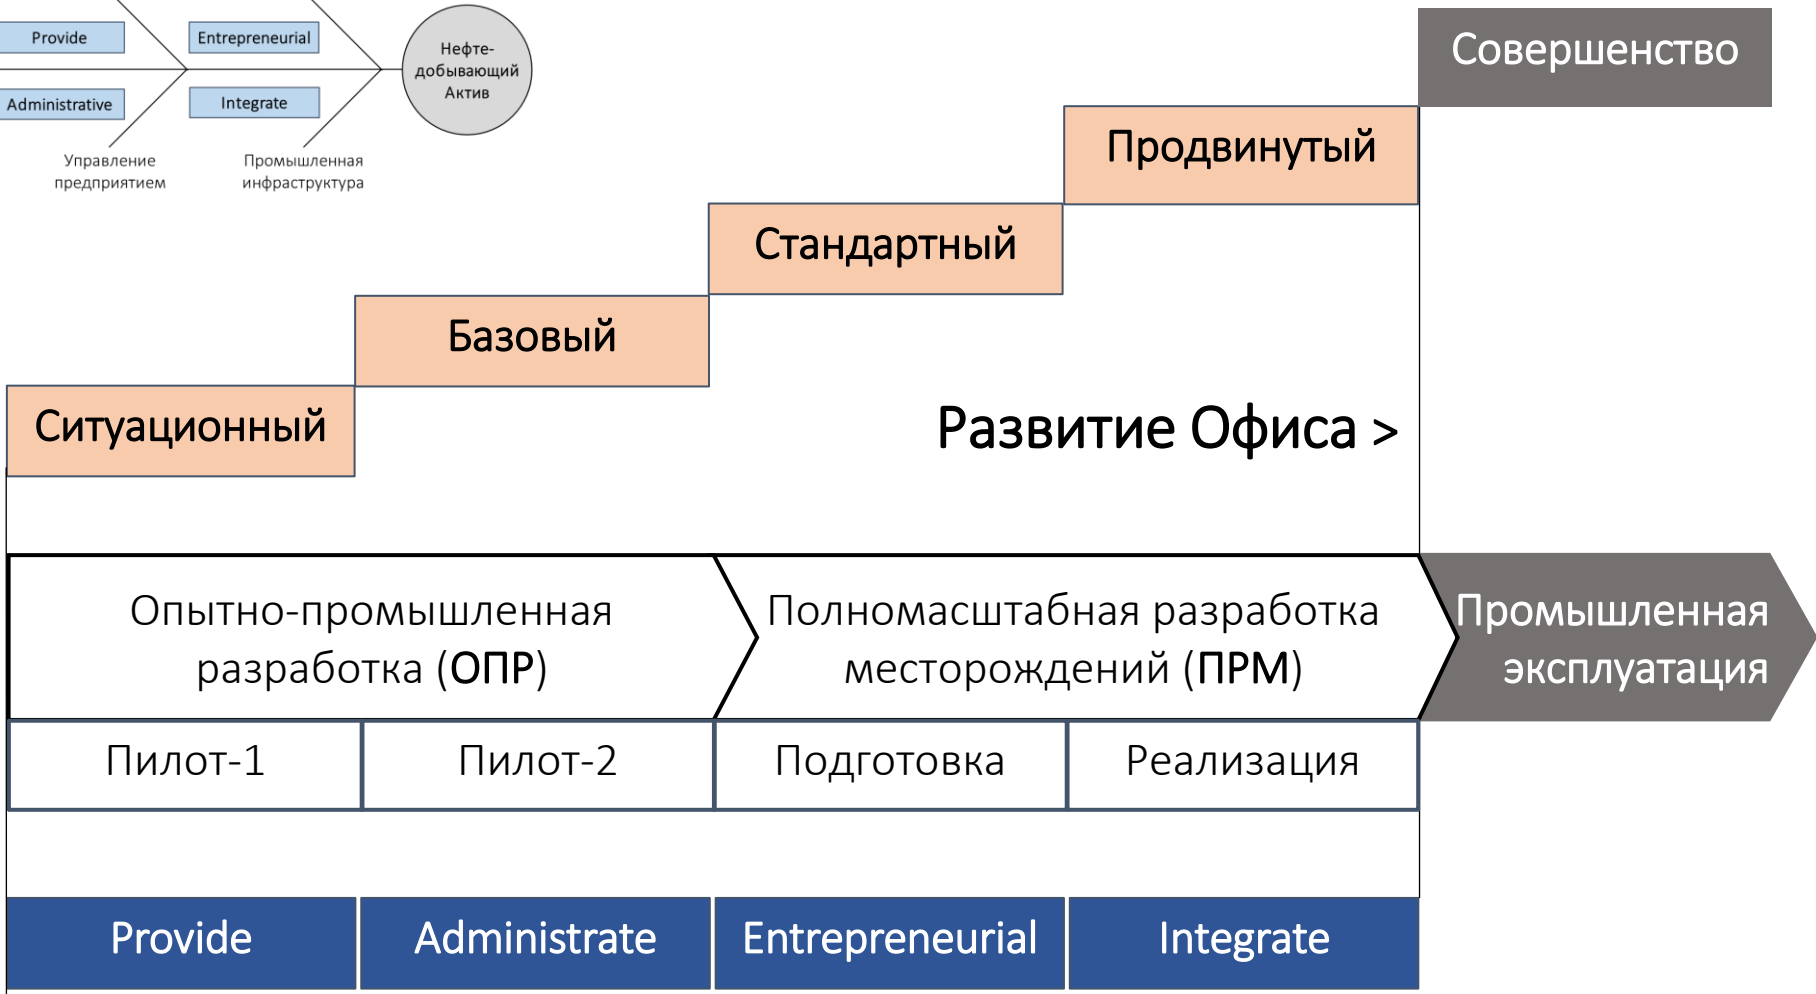 Provide
Entrepreneurial
Administrative
Integrate
Нефте-
добывающий
Актив
Управление
предприятием
Промышленная
инфраструктура
Совершенство
Продвинутый
Стандартный
Базовый
Ситуационный
Развитие Офиса >
Опытно-промышленная
разработка (ОПР)
Полномасштабная разработка
месторождений (ПРМ)
Промышленная
эксплуатация
Пилот-1
Пилот-2
Подготовка
Реализация
Provide
Administrate
Entrepreneurial
Integrate